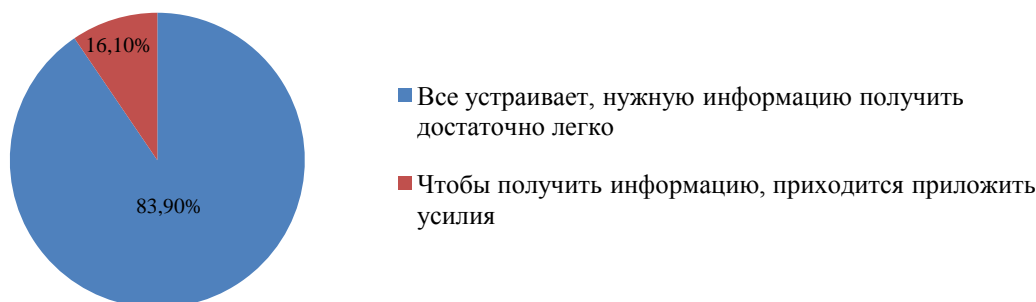 16,10%
83,90%
Все устраивает, нужную информацию получить
достаточно легко
Чтобы получить информацию, приходится приложить
усилия